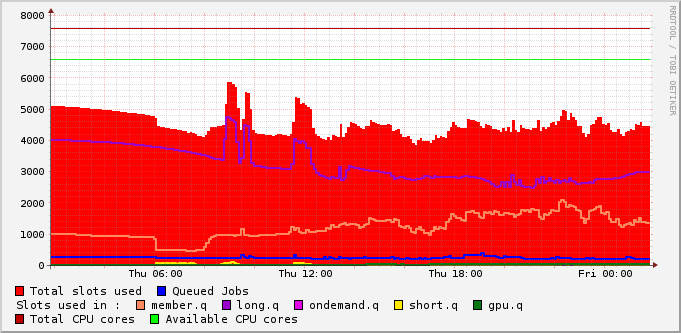 8000
7000
6000
5000
4000
3000
2000
1000
0
Thu 06:00 Thu 12:00 Thu 18:00 Fri 00:00
RRDTOOL / TOBI OETIKER
Total slots used Queued Jobs
Slots used in : member.q long.q ondemand.q short.q gpu.q
Total CPU cores Available CPU cores